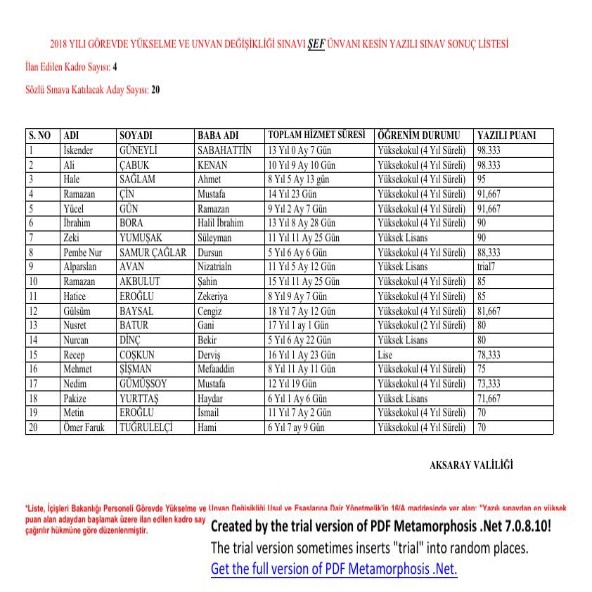 2018 YILI GÖREVDE YÜKSELME VE UNVAN DEĞİŞİKLİĞİ SINAVI ŞEF ÜNVANI KESİN YAZILI SINAV SONUÇ LİSTESİ
İlan Edilen Kadro Sayısı: 4
Sözlü Sınava Katılacak Aday Sayısı: 20
S. NO ADI SOYADI BABA ADI TOPLAM HİZMET SÜRESİ ÖĞRENİM DURUMU YAZILI PUANI
1 İskender GÜNEYLİ SABAHATTİN 13 Yıl 0 Ay 7 Gün Yüksekokul (4 Yıl Süreli) 98.333
2 Ali ÇABUK KENAN 10 Yıl 9 Ay 10 Gün Yüksekokul (4 Yıl Süreli) 98.333
3 Hale SAĞLAM Ahmet 8 Yıl 5 Ay 13 gün Yüksekokul (4 Yıl Süreli) 95
4 Ramazan ÇİN Mustafa 14 Yıl 23 Gün Yüksekokul (4 Yıl Süreli) 91,667
5 Yücel GÜN Ramazan 9 Yıl 2 Ay 7 Gün Yüksekokul (4 Yıl Süreli) 91,667
6 İbrahim BORA Halil İbrahim 13 Yıl 8 Ay 28 Gün Yüksekokul (4 Yıl Süreli) 90
7 Zeki YUMUŞAK Süleyman 11 Yıl 11 Ay 25 Gün Yüksek Lisans 90
8 Pembe Nur SAMUR ÇAĞLAR Dursun 5 Yıl 6 Ay 6 Gün Yüksekokul (4 Yıl Süreli) 88,333
9 Alparslan AVAN Nizatrialn 11 Yıl 5 Ay 12 Gün Yüksek Lisans trial7
10 Ramazan AKBULUT Şahin 15 Yıl 11 Ay 25 Gün Yüksekokul (4 Yıl Süreli) 85
11 Hatice EROĞLU Zekeriya 8 Yıl 9 Ay 7 Gün Yüksekokul (4 Yıl Süreli) 85
12 Gülsüm BAYSAL Cengiz 18 Yıl 7 Ay 12 Gün Yüksekokul (4 Yıl Süreli) 81,667
13 Nusret BATUR Gani 17 Yıl 1 ay 1 Gün Yüksekokul (2 Yıl Süreli) 80
14 Nurcan DİNÇ Bekir 5 Yıl 6 Ay 22 Gün Yüksek Lisans 80
15 Recep COŞKUN Derviş 16 Yıl 1 Ay 23 Gün Lise 78,333
16 Mehmet ŞİŞMAN Mefaaddin 8 Yıl 11 Ay 11 Gün Yüksekokul (4 Yıl Süreli) 75
17 Nedim GÜMÜŞSOY Mustafa 12 Yıl 19 Gün Yüksekokul (4 Yıl Süreli) 73,333
18 Pakize YURTTAŞ Haydar 6 Yıl 1 Ay 6 Gün Yüksek Lisans 71,667
19 Metin EROĞLU İsmail 11 Yıl 7 Ay 2 Gün Yüksekokul (4 Yıl Süreli) 70
20 Ömer Faruk TUĞRULELÇİ Hami 6 Yıl 7 ay 9 Gün Yüksekokul (4 Yıl Süreli) 70
AKSARAY VALİLİĞİ
"Liste, İçişleri Bakanlığı Personeli Görevde Yükselme ve Unvan Değişikliği Usul ve Esaslarına Dair Yönetmelik'in 16/A maddesinde yer alan; "Yazılı sınavdan en yüksek
puan alan adaydan başlamak üzere ilan edilen kadro say
çağırılır hükmüne göre düzenlenmiştir.
Created by the trial version of PDF Metamorphosis .Net 7.0.8.10!
The trial version sometimes inserts "trial" into random places.
Get the full version of PDF Metamorphosis .Net.